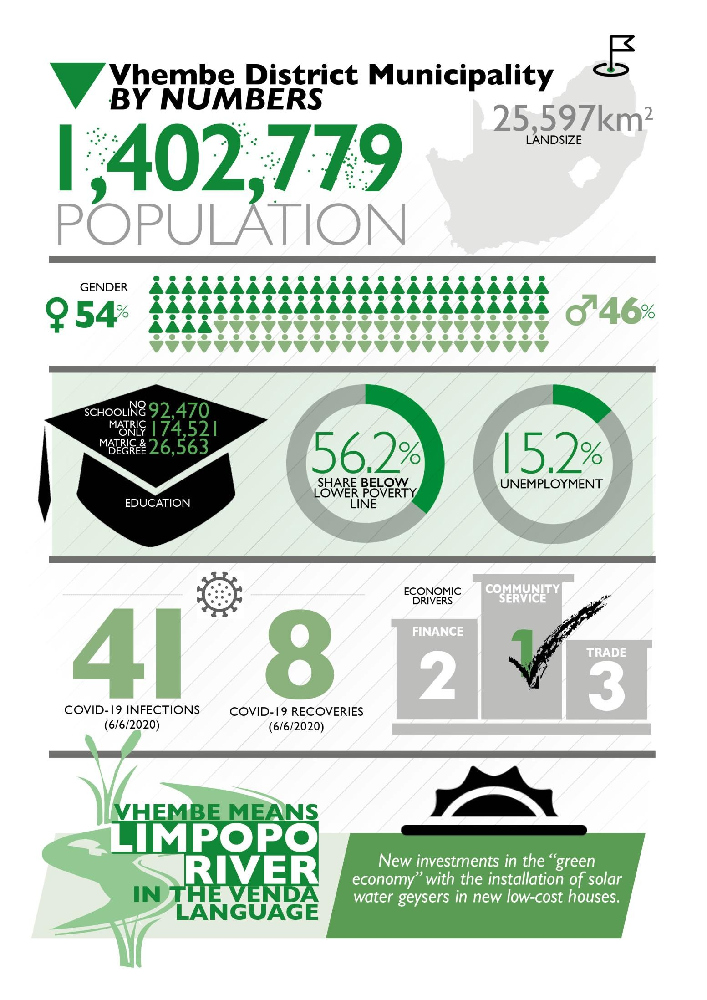 Vhembe District Municipality
BY NUMBERS
1,402,779
POPULATION
25,597km²
LANDSIZE
GENDER
54%
46%
NO
SCHOOLING 92,470
MATRIC
ONLY 174,521
MATRIC &
DEGREE 26,563
EDUCATION
56.2%
SHARE BELOW
LOWER POVERTY
LINE
15.2%
UNEMPLOYMENT
41
COVID-19 INFECTIONS
(6/6/2020)
8
COVID-19 RECOVERIES
(6/6/2020)
ECONOMIC
DRIVERS
FINANCE
2
COMMUNITY
SERVICE
1
TRADE
3
VHEMBE MEANS
LIMPOPO
RIVER
IN THE VENDA
LANGUAGE
New investments in the “green
economy” with the installation of solar
water geysers in new low-cost houses.